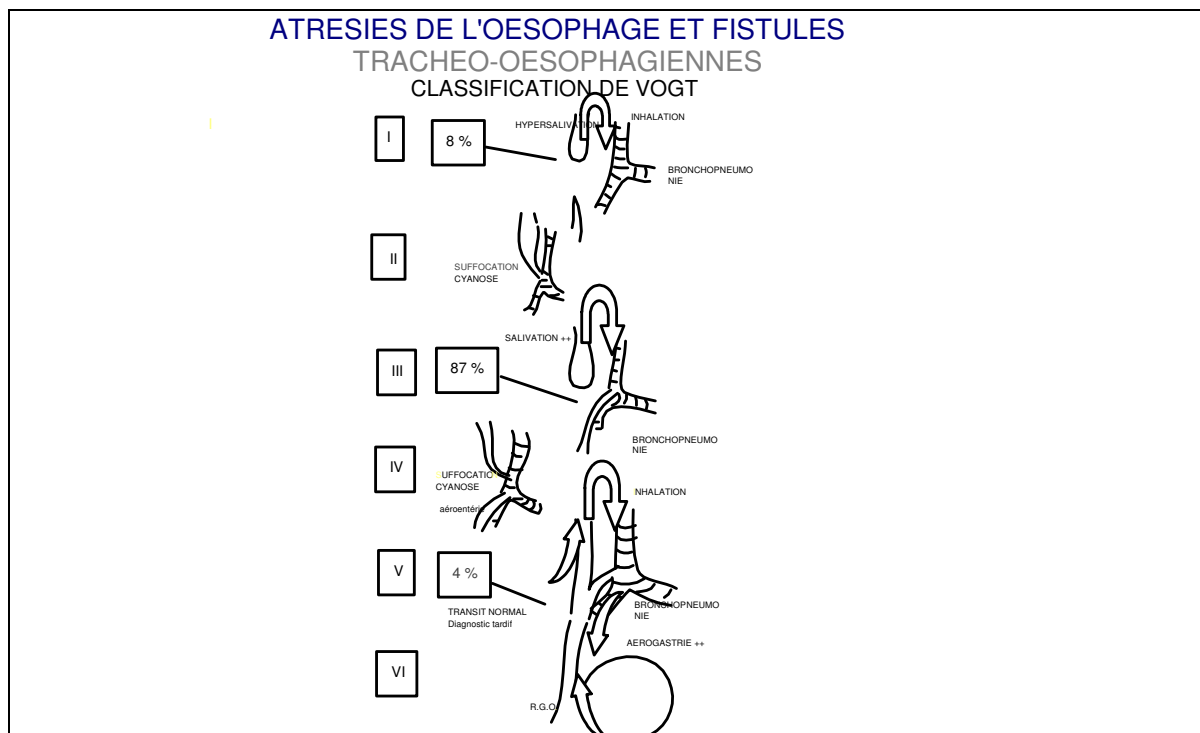 ATRESIES DE L'OESOPHAGE ET FISTULES
TRACHEO-OESOPHAGIENNES
CLASSIFICATION DE VOGT
I
8 %
HYPERSALIVATION
INHALATION
BRONCHOPNEUMO
NIE
II
SUFFOCATION
CYANOSE
SALIVATION ++
III
87 %
BRONCHOPNEUMO
NIE
IV
SUFFOCATION
CYANOSE
aéroentérie
INHALATION
V
4 %
TRANSIT NORMAL
Diagnostic tardif
BRONCHOPNEUMO
NIE
AEROGASTRIE ++
VI
R.G.O